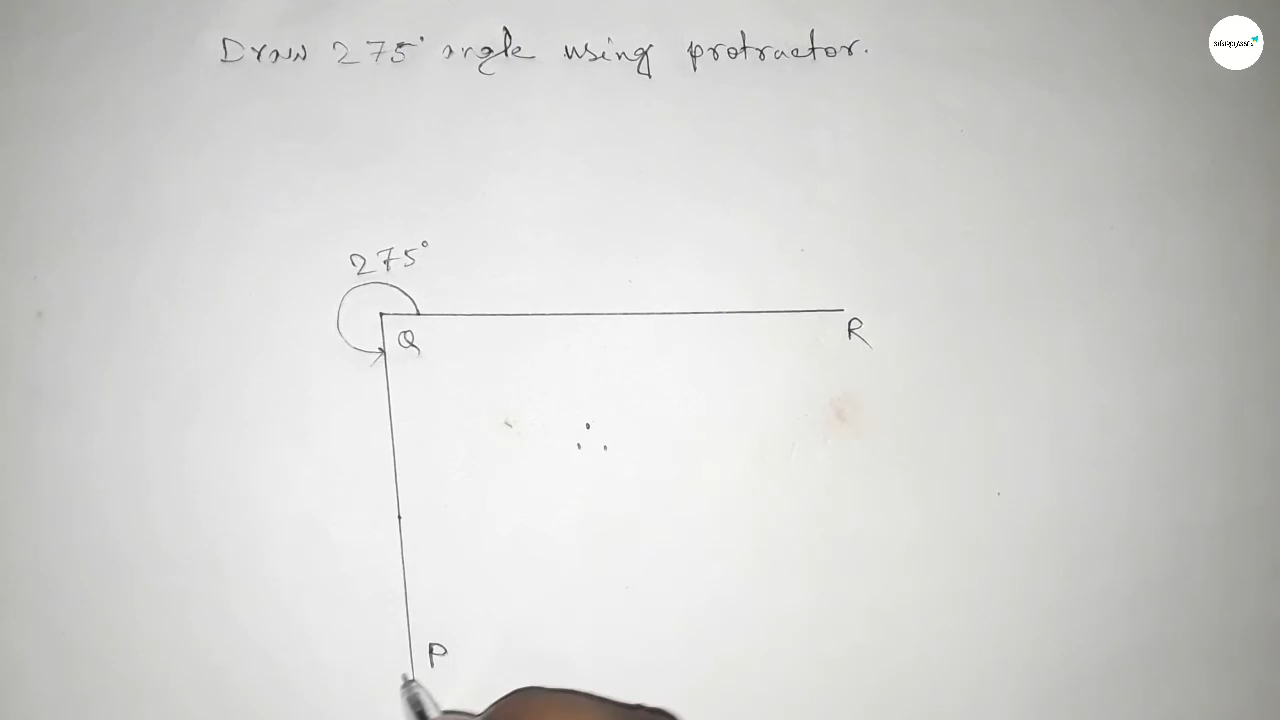 Draw 275° angle using protractor.
275°
Q
R
∴
P